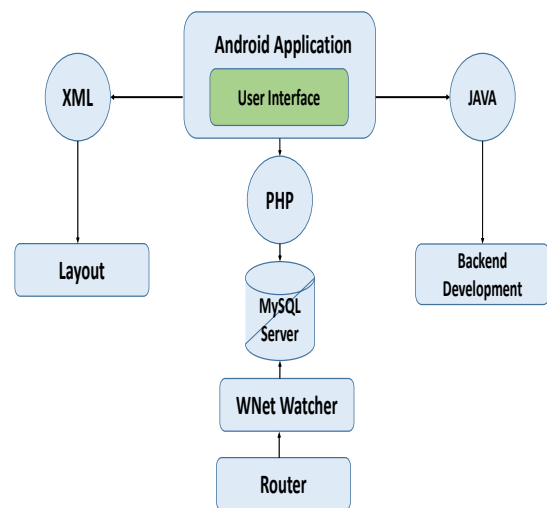 Android Application
User Interface
XML
JAVA
PHP
Layout
Backend
Development
MySQL
Server
WNet Watcher
Router